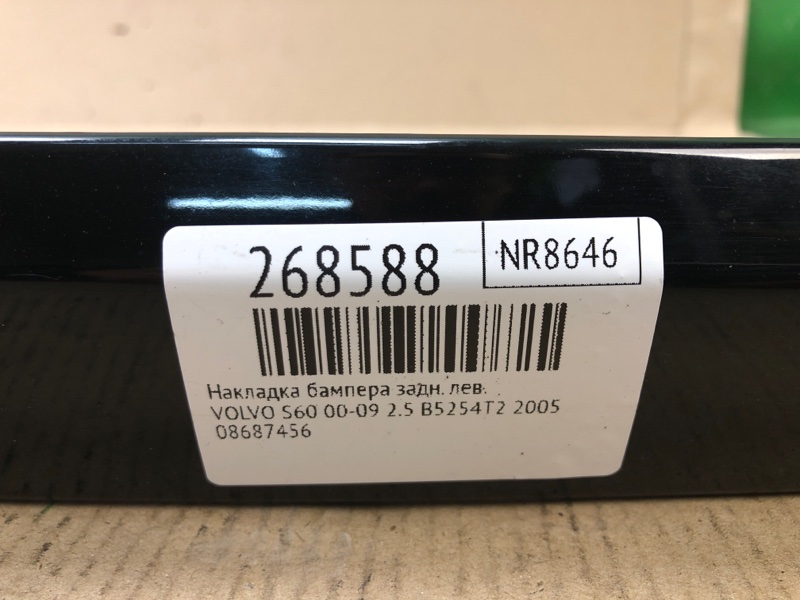 268588
NR8646
Накладка бампера задн. лев.
VOLVO S60 00-09 2.5 B5254T2 2005
08687456